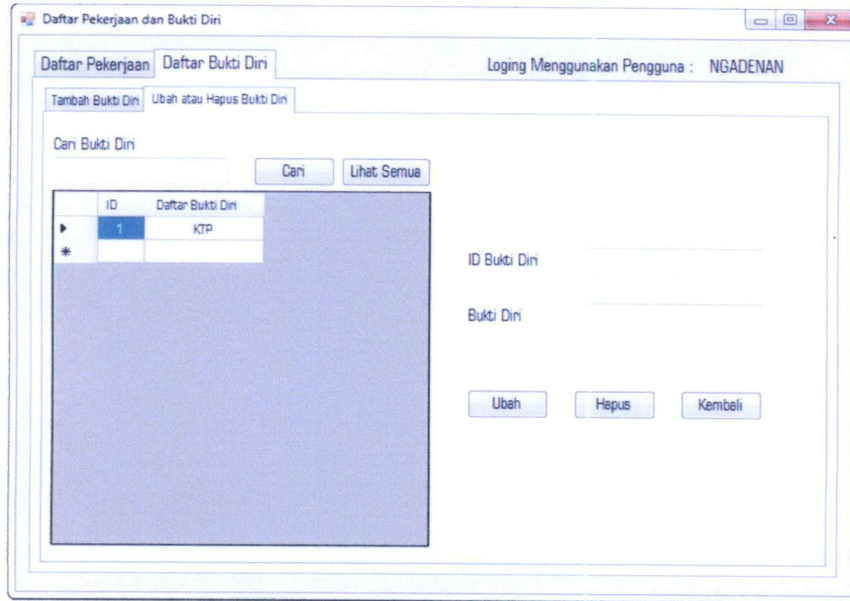 Daftar Pekerjaan dan Bukti Diri
Daftar Pekerjaan Daftar Bukti Diri Loging Menggunakan Pengguna : NGADENAN
Tambah Bukti Diri Ubah atau Hapus Bukti Diri
Cari Bukti Diri
Cari Lihat Semua
ID Daftar Bukti Diri
1 KTP
ID Bukti Diri
Bukti Diri
Ubah Hapus Kembali